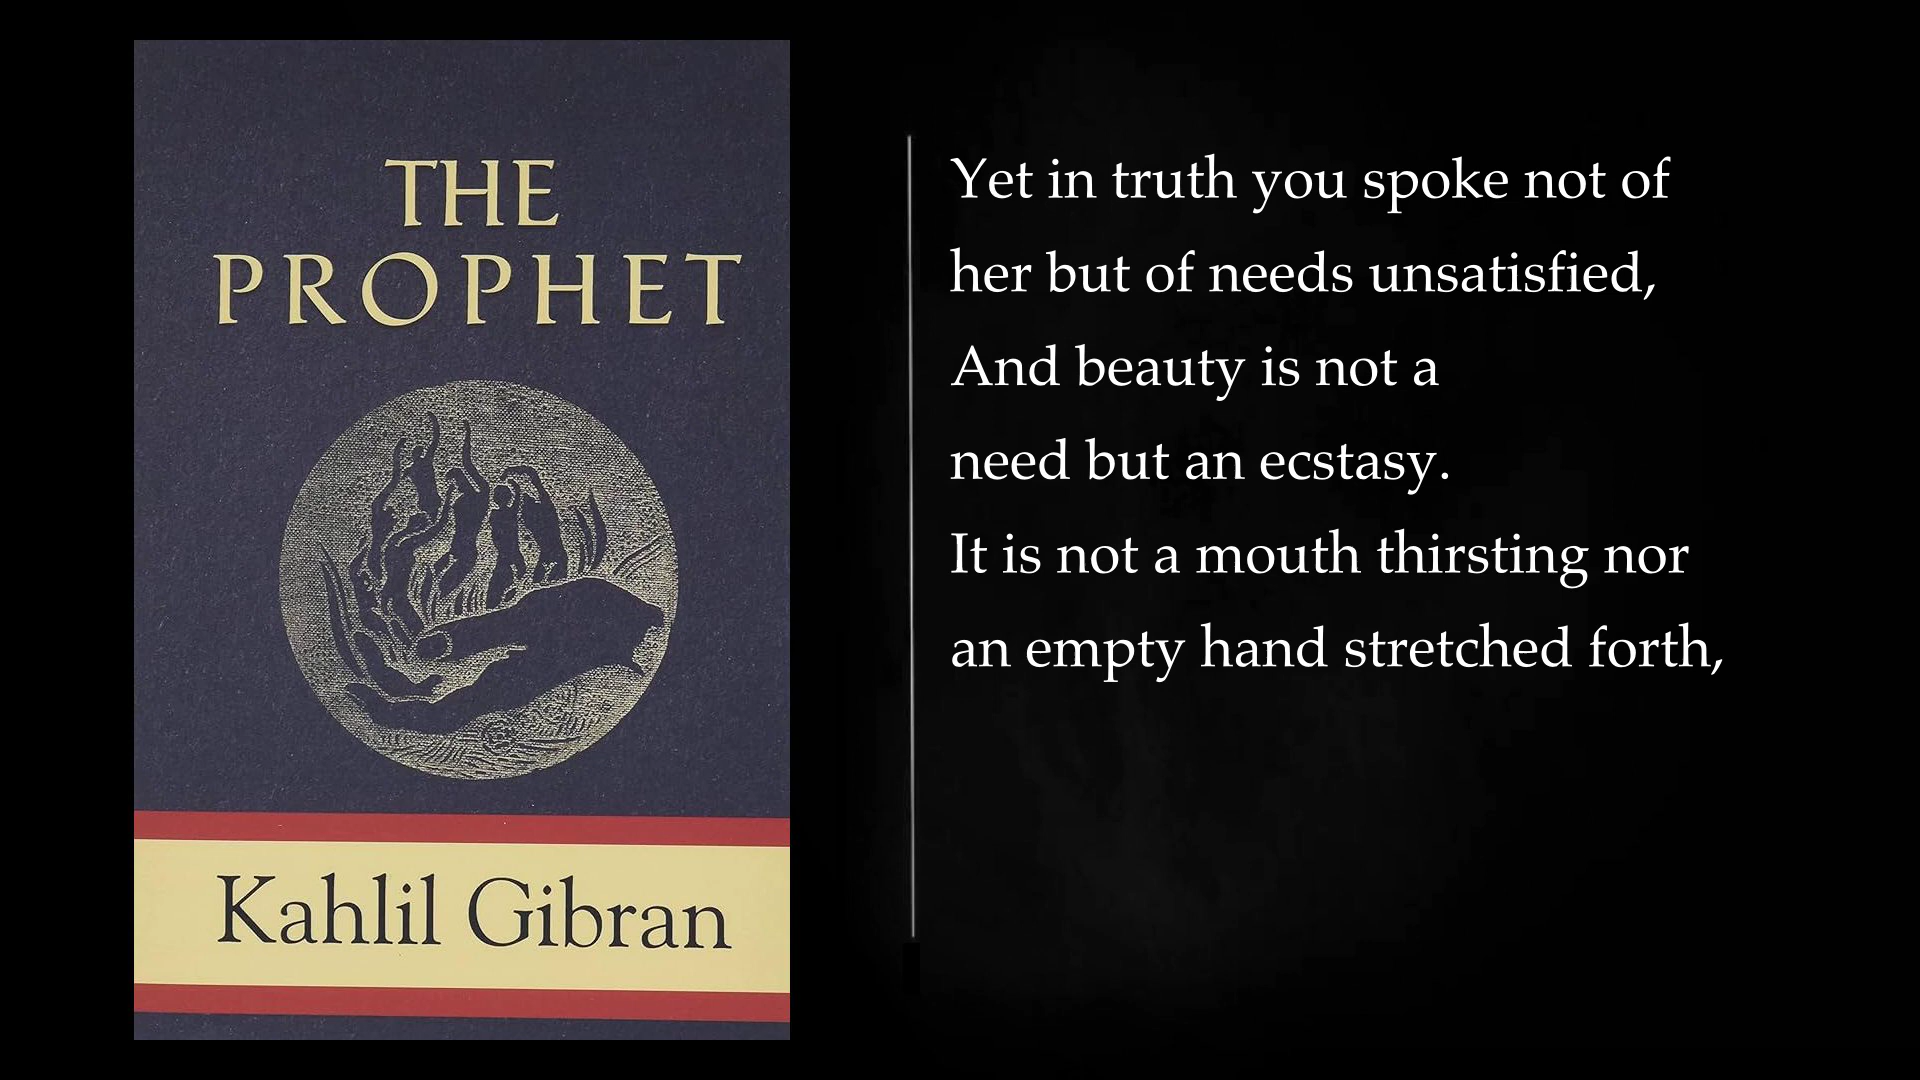 THE
PROPHET
Kahlil Gibran
Yet in truth you spoke not of
her but of needs unsatisfied,
And beauty is not a
need but an ecstasy.
It is not a mouth thirsting nor
an empty hand stretched forth,